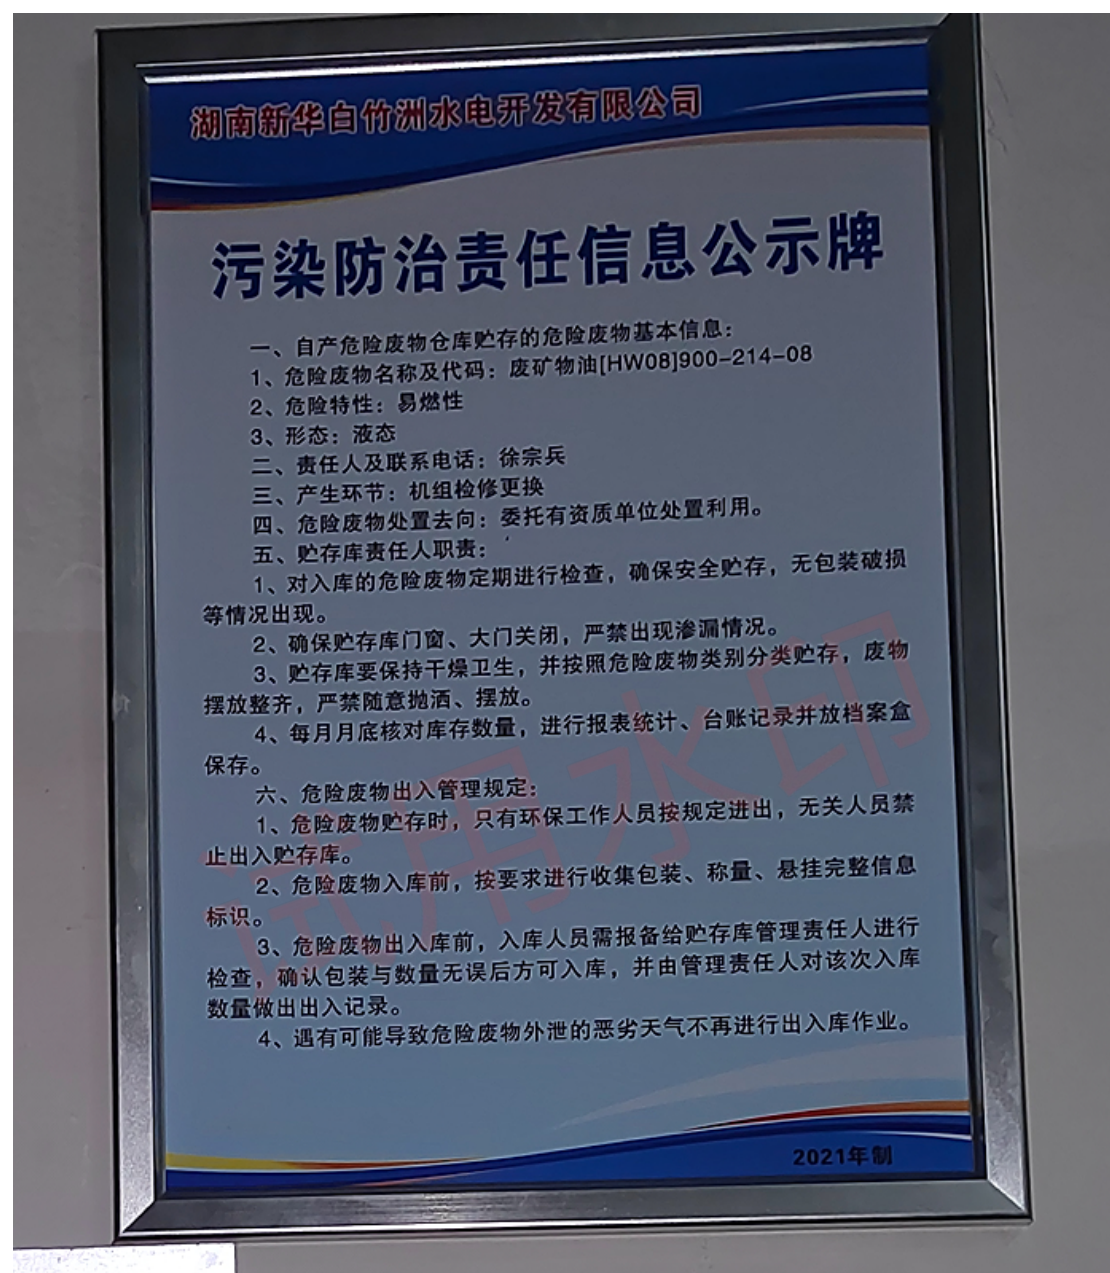 湖南新华白竹洲水电开发有限公司
污染防治责任信息公示牌
一、自产危险废物仓库贮存的危险废物基本信息：
1、危险废物名称及代码：废矿物油[HW08]900-214-08
2、危险特性：易燃性
3、形态：液态
二、责任人及联系电话：徐宗兵
三、产生环节：机组检修更换
四、危险废物处置去向：委托有资质单位处置利用。
五、贮存库责任人职责：
1、对入库的危险废物定期进行检查，确保安全贮存，无包装破损
等情况出现。
2、确保贮存库门窗、大门关闭，严禁出现渗漏情况。
3、贮存库要保持干燥卫生，并按照危险废物类别分类贮存，废物
摆放整齐，严禁随意抛洒、摆放。
4、每月月底核对库存数量，进行报表统计、台账记录并放档案盒
保存。
六、危险废物出入管理规定：
1、危险废物贮存时，只有环保工作人员按规定进出，无关人员禁
止出入贮存库。
2、危险废物入库前，按要求进行收集包装、称量、悬挂完整信息
标识。
3、危险废物出入库前，入库人员需报备给贮存库管理责任人进行
检查，确认包装与数量无误后方可入库，并由管理责任人对该次入库
数量做出出入记录。
4、遇有可能导致危险废物外泄的恶劣天气不再进行出入库作业。
2021年制
试用水印